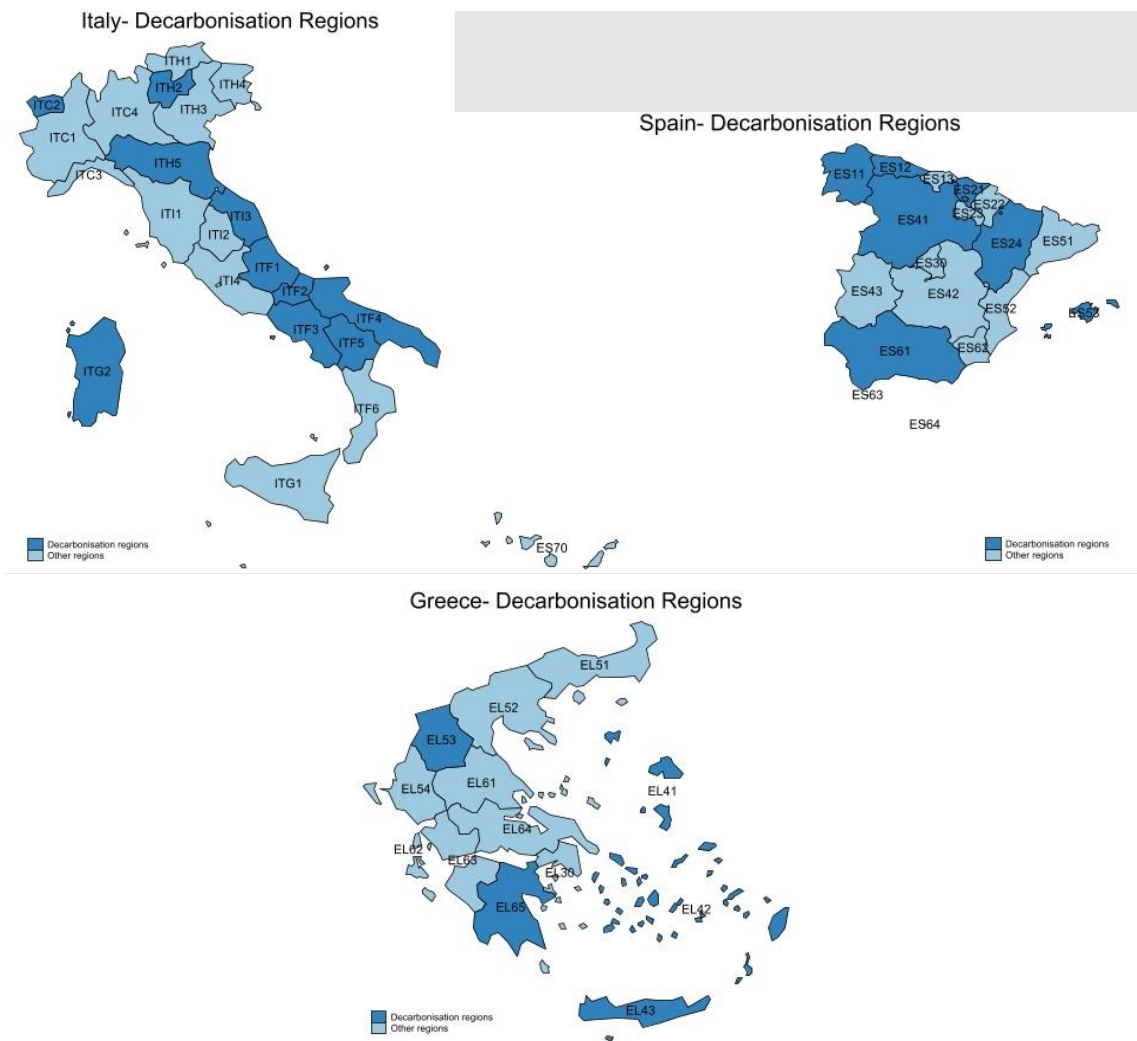 Italy- Decarbonisation Regions
ITH1
ITH2
ITH4
ITC2
ITC4
ITH3
ITC1
ITH5
ITC3
ITI1
ITI3
ITI2
ITF1
ITI4
ITF2
ITF3
ITF4
ITF5
ITG2
ITF6
ITG1
Decarbonisation regions
Other regions
Spain- Decarbonisation Regions
ES11
ES12
ES13
ES21
ES22
ES23
ES41
ES24
ES51
ES30
ES43
ES42
ES52
ES53
ES61
ES62
ES63
ES64
ES70
Decarbonisation regions
Other regions
Greece- Decarbonisation Regions
EL51
EL52
EL53
EL54
EL61
EL41
EL64
EL62
EL63
EL30
EL65
EL42
EL43
Decarbonisation regions
Other regions